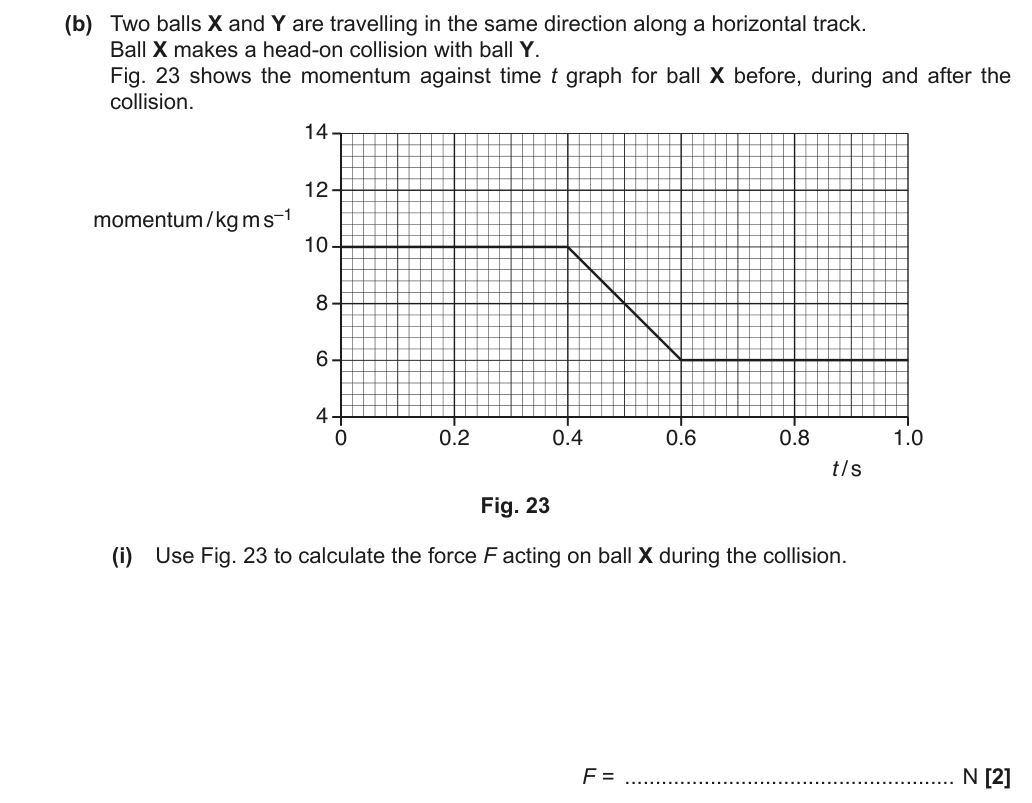 (b) Two balls X and Y are travelling in the same direction along a horizontal track.
Ball X makes a head-on collision with ball Y.
Fig. 23 shows the momentum against time t graph for ball X before, during and after the
collision.
14
12
momentum / kg m s⁻¹
10
8
6
4
0 0.2 0.4 0.6 0.8 1.0
t / s
Fig. 23
(i) Use Fig. 23 to calculate the force F acting on ball X during the collision.
F = ..................................................... N [2]